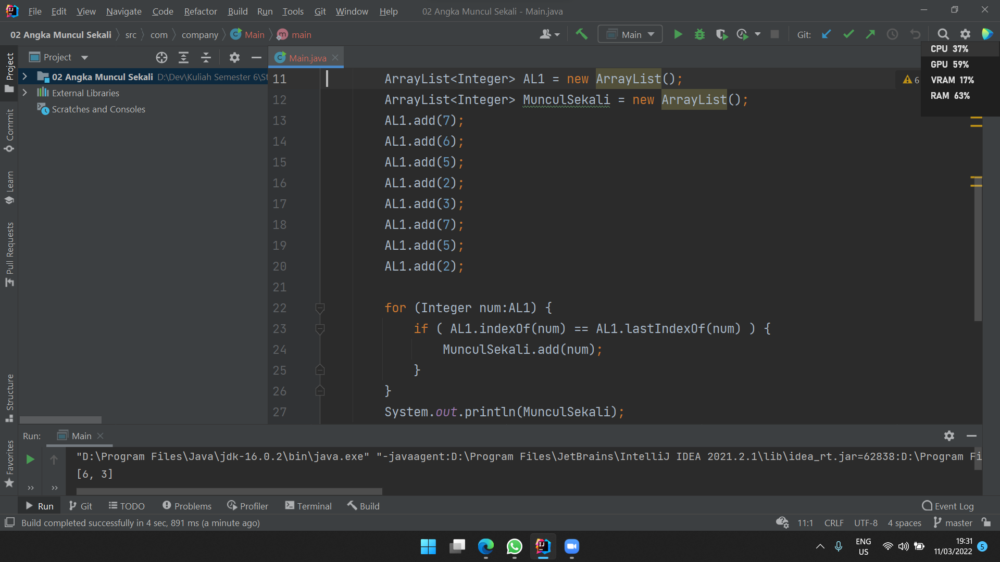 File Edit View Navigate Code Refactor Build Run Tools Git Window Help 02 Angka Muncul Sekali - Main.java
02 Angka Muncul Sekali src com company Main main Main Git:
CPU 37%
GPU 59%
VRAM 17%
RAM 63%
Project
Commit
Learn
Pull Requests
Structure
Favorites
Project
Main.java
02 Angka Muncul Sekali D:\Dev\Kuliah Semester 6\St
External Libraries
Scratches and Consoles
6
11 ArrayList<Integer> AL1 = new ArrayList();
12 ArrayList<Integer> MunculSekali = new ArrayList();
13 AL1.add(7);
14 AL1.add(6);
15 AL1.add(5);
16 AL1.add(2);
17 AL1.add(3);
18 AL1.add(7);
19 AL1.add(5);
20 AL1.add(2);
21
22 for (Integer num:AL1) {
23 if ( AL1.indexOf(num) == AL1.lastIndexOf(num) ) {
24 MunculSekali.add(num);
25 }
26 }
27 System.out.println(MunculSekali);
Run: Main
"D:\Program Files\Java\jdk-16.0.2\bin\java.exe" "-javaagent:D:\Program Files\JetBrains\IntelliJ IDEA 2021.2.1\lib\idea_rt.jar=62838:D:\Program Fi
[6, 3]
Run Git TODO Problems Profiler Terminal Build Event Log
Build completed successfully in 4 sec, 891 ms (a minute ago) 11:1 CRLF UTF-8 4 spaces master
ENG
US
19:31
11/03/2022
5